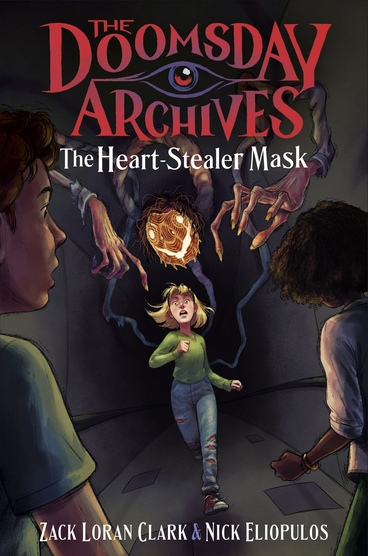 THE
DOOMSDAY
ARCHIVES
THE HEART-STEALER MASK
ZACK LORAN CLARK & NICK ELIOPULOS